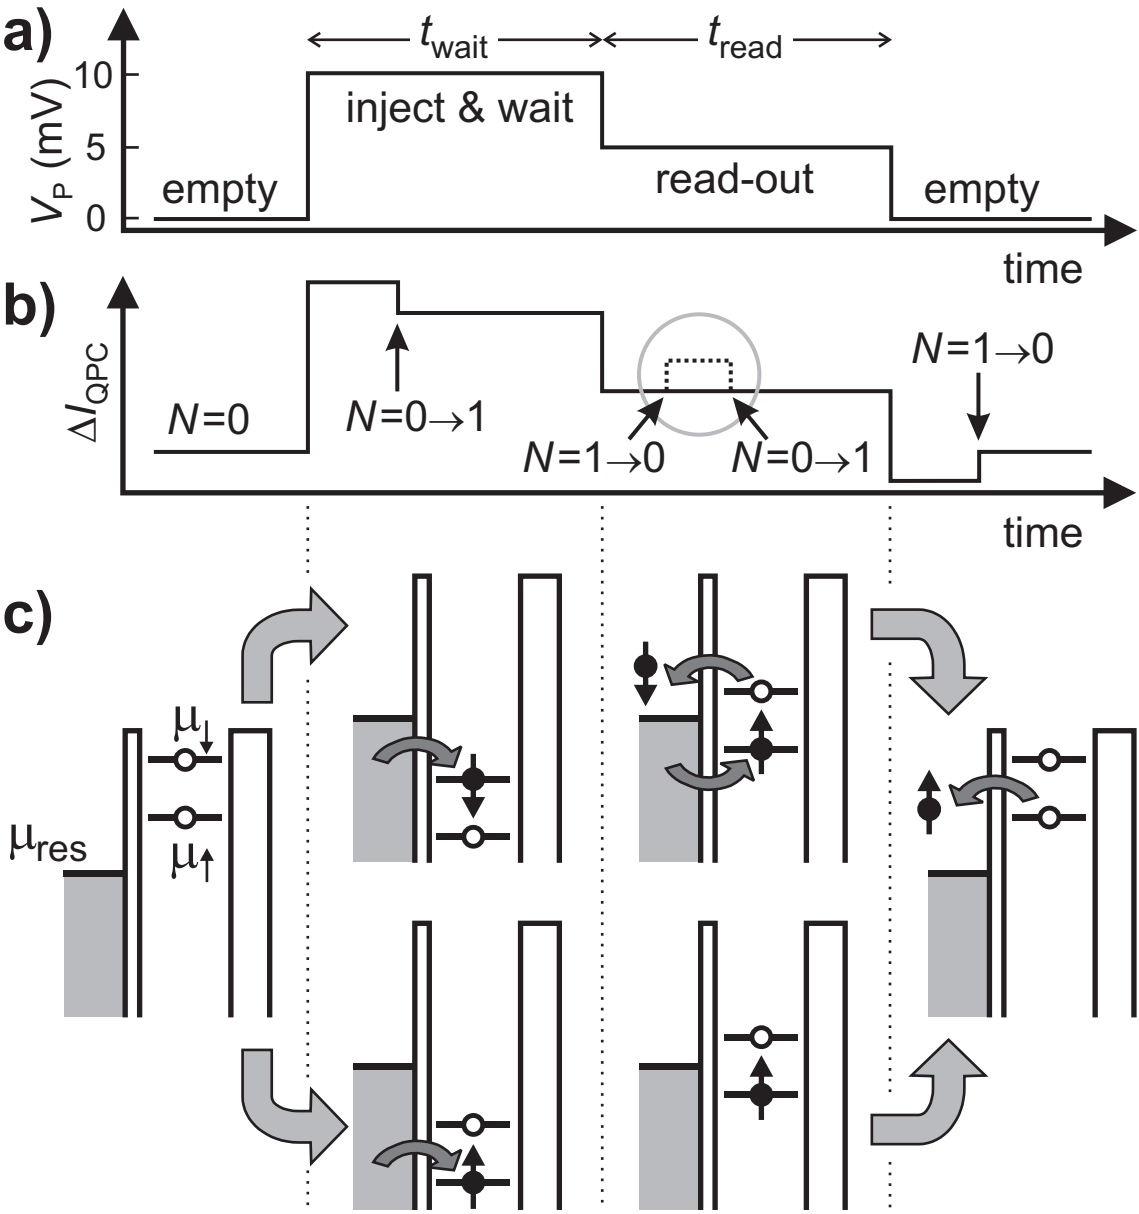 a)
t_wait
t_read
V_P (mV)
10
5
0
empty
inject & wait
read-out
empty
time
b)
ΔI_QPC
N=0
N=0→1
N=1→0
N=0→1
N=1→0
time
c)
μ↓
μ↑
μ_res